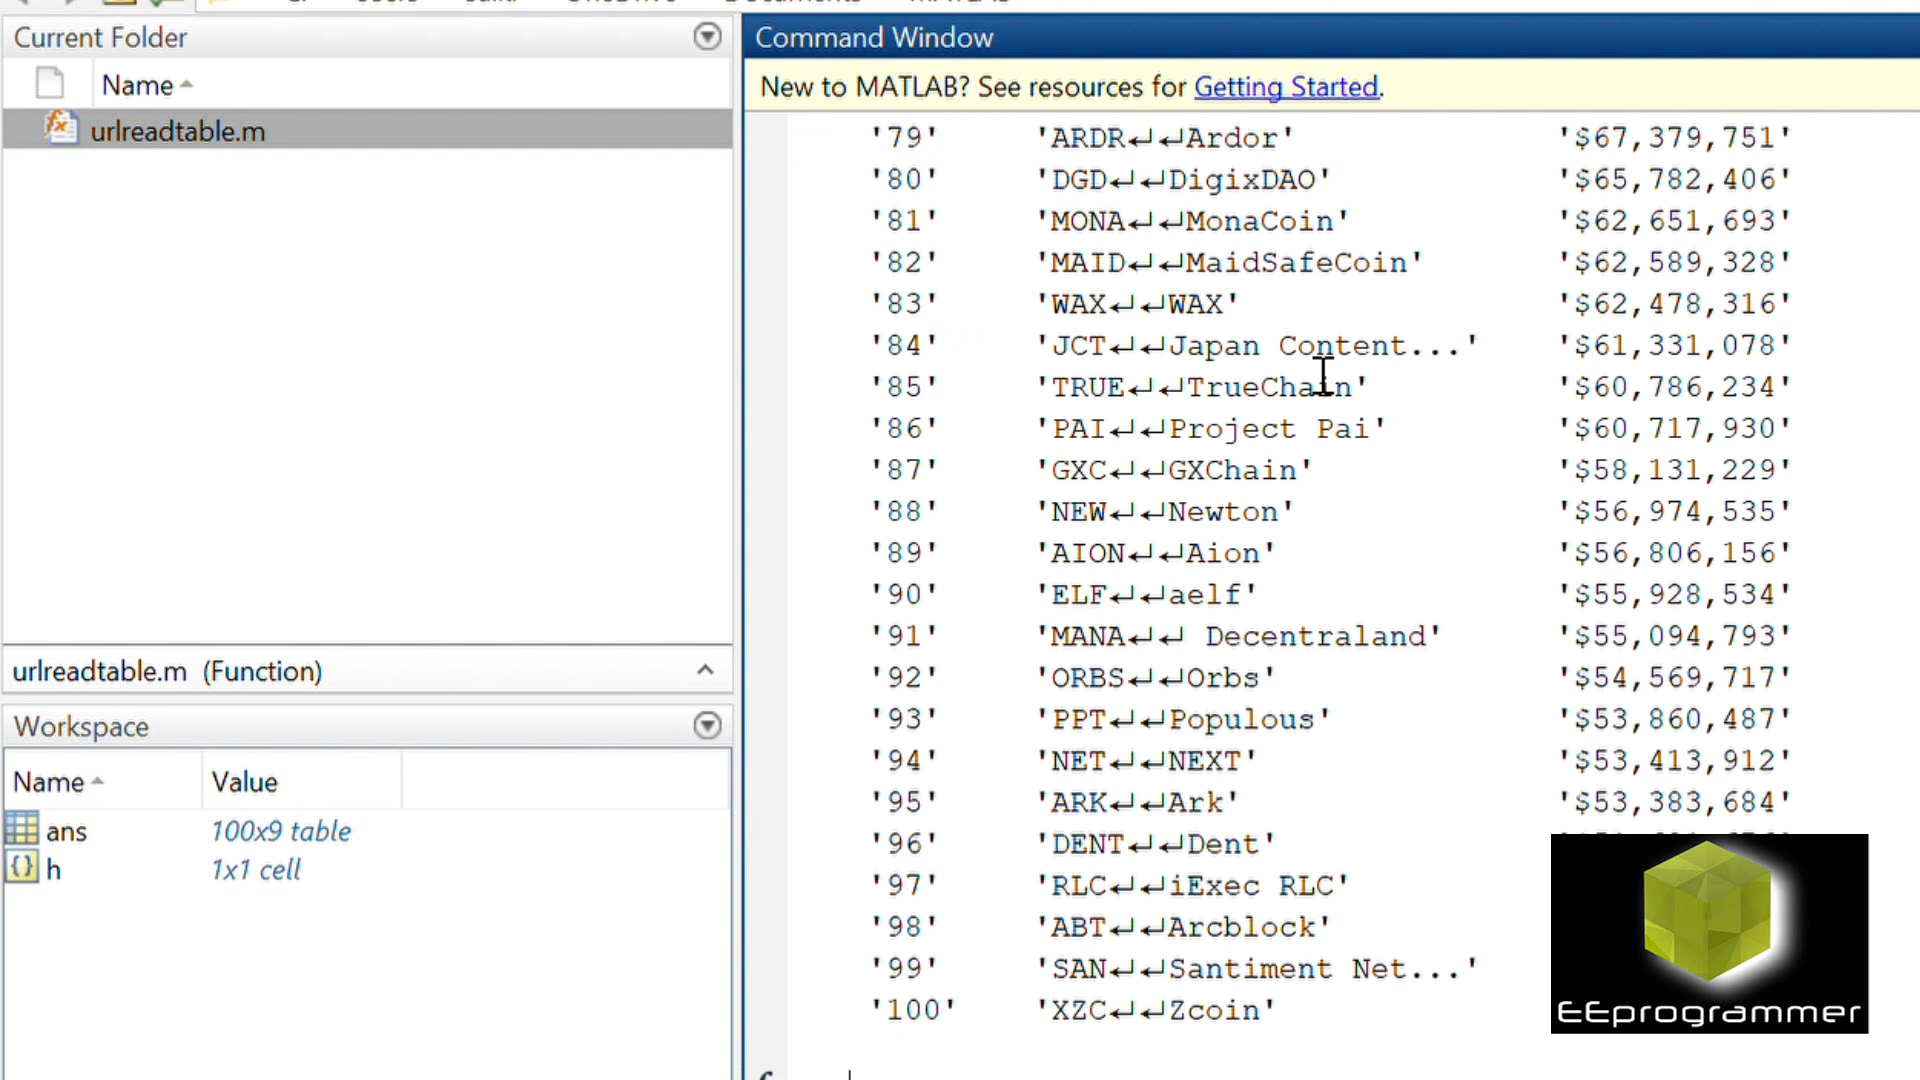 Current Folder
Name
urlreadtable.m
urlreadtable.m (Function)
Workspace
Name Value
ans 100x9 table
h 1x1 cell
Command Window
New to MATLAB? See resources for Getting Started.
'79' 'ARDR↵↵Ardor' '$67,379,751'
'80' 'DGD↵↵DigixDAO' '$65,782,406'
'81' 'MONA↵↵MonaCoin' '$62,651,693'
'82' 'MAID↵↵MaidSafeCoin' '$62,589,328'
'83' 'WAX↵↵WAX' '$62,478,316'
'84' 'JCT↵↵Japan Content...' '$61,331,078'
'85' 'TRUE↵↵TrueChain' '$60,786,234'
'86' 'PAI↵↵Project Pai' '$60,717,930'
'87' 'GXC↵↵GXChain' '$58,131,229'
'88' 'NEW↵↵Newton' '$56,974,535'
'89' 'AION↵↵Aion' '$56,806,156'
'90' 'ELF↵↵aelf' '$55,928,534'
'91' 'MANA↵↵ Decentraland' '$55,094,793'
'92' 'ORBS↵↵Orbs' '$54,569,717'
'93' 'PPT↵↵Populous' '$53,860,487'
'94' 'NET↵↵NEXT' '$53,413,912'
'95' 'ARK↵↵Ark' '$53,383,684'
'96' 'DENT↵↵Dent'
'97' 'RLC↵↵iExec RLC'
'98' 'ABT↵↵Arcblock'
'99' 'SAN↵↵Santiment Net...'
'100' 'XZC↵↵Zcoin'
EEprogrammer